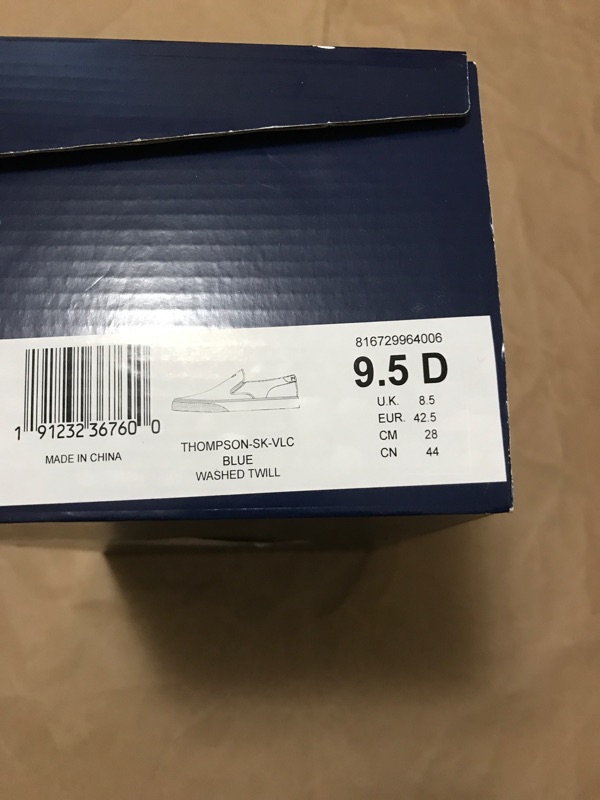 816729964006
9.5 D
U.K. 8.5
EUR. 42.5
CM 28
CN 44
1 91232 36760 0
MADE IN CHINA
THOMPSON-SK-VLC
BLUE
WASHED TWILL